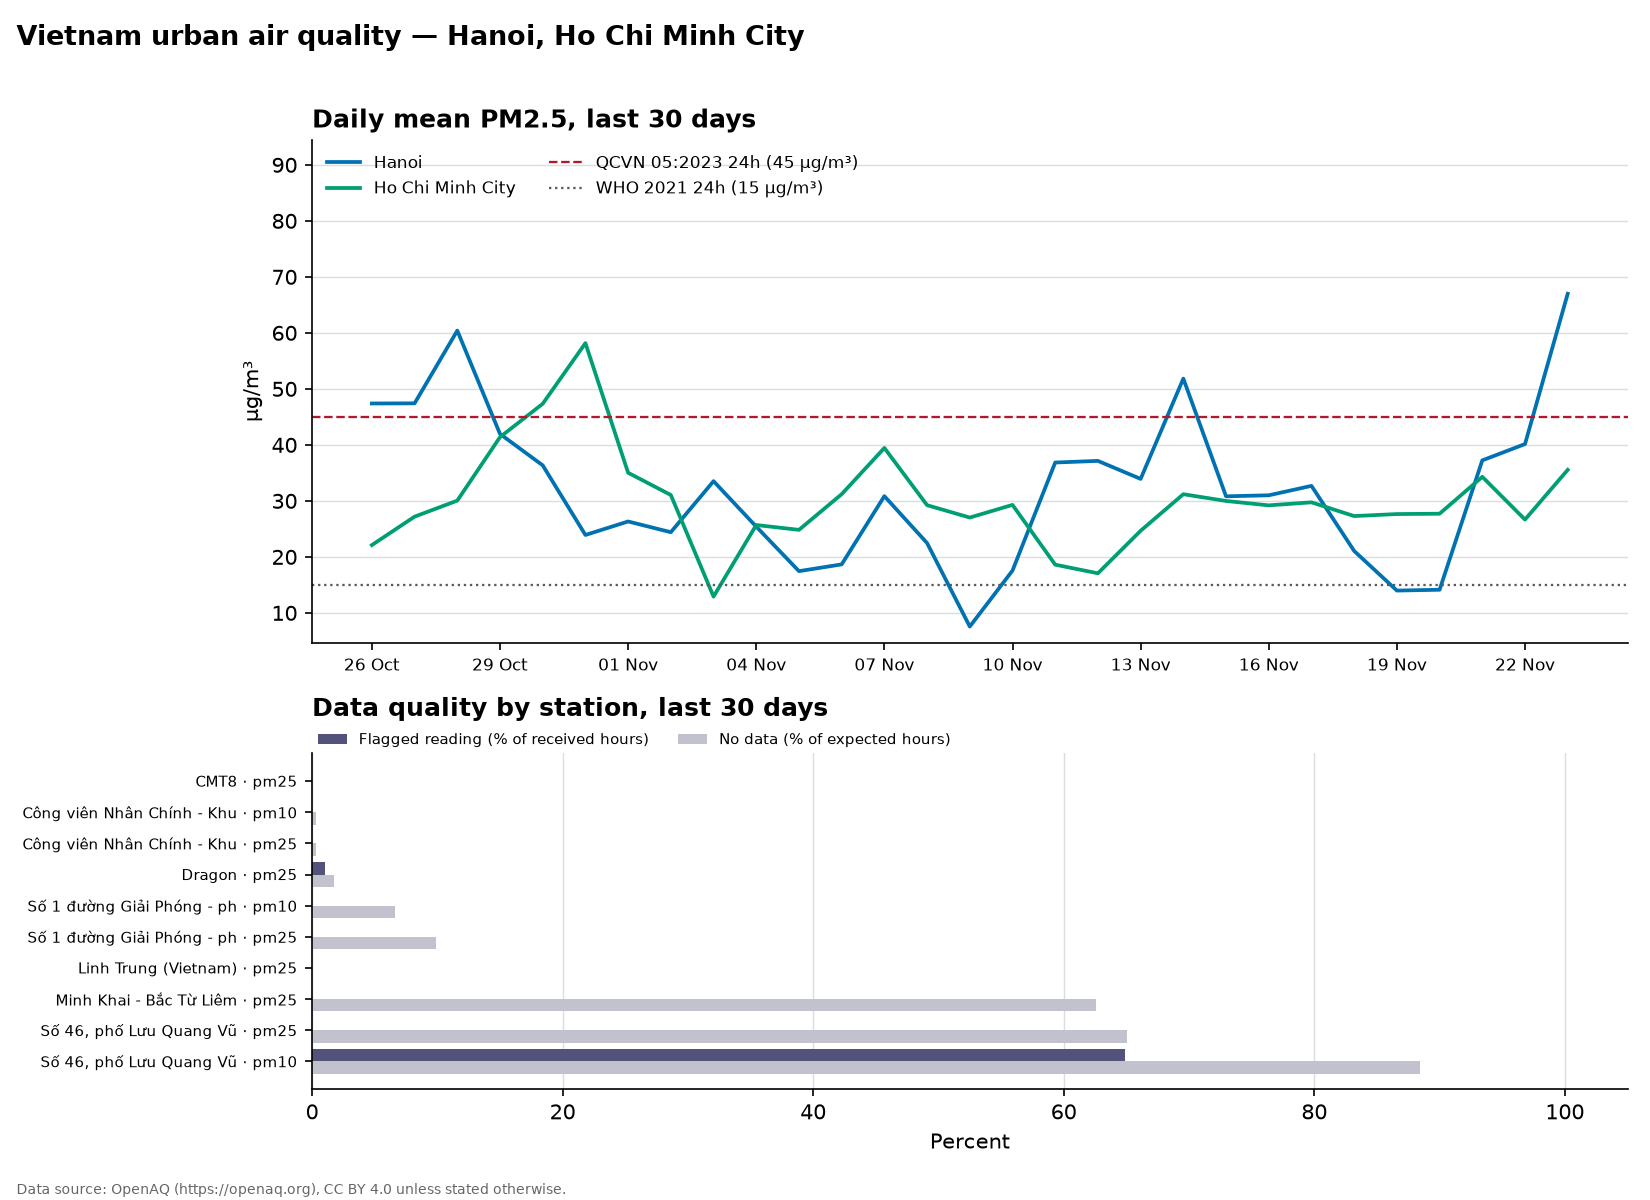 Vietnam urban air quality — Hanoi, Ho Chi Minh City
Daily mean PM2.5, last 30 days
Hanoi
Ho Chi Minh City
QCVN 05:2023 24h (45 µg/m³)
WHO 2021 24h (15 µg/m³)
90
80
70
60
50
40
30
20
10
µg/m³
26 Oct
29 Oct
01 Nov
04 Nov
07 Nov
10 Nov
13 Nov
16 Nov
19 Nov
22 Nov
Data quality by station, last 30 days
Flagged reading (% of received hours)
No data (% of expected hours)
CMT8 · pm25
Công viên Nhân Chính - Khu · pm10
Công viên Nhân Chính - Khu · pm25
Dragon · pm25
Số 1 đường Giải Phóng - ph · pm10
Số 1 đường Giải Phóng - ph · pm25
Linh Trung (Vietnam) · pm25
Minh Khai - Bắc Từ Liêm · pm25
Số 46, phố Lưu Quang Vũ · pm25
Số 46, phố Lưu Quang Vũ · pm10
0
20
40
60
80
100
Percent
Data source: OpenAQ (https://openaq.org), CC BY 4.0 unless stated otherwise.